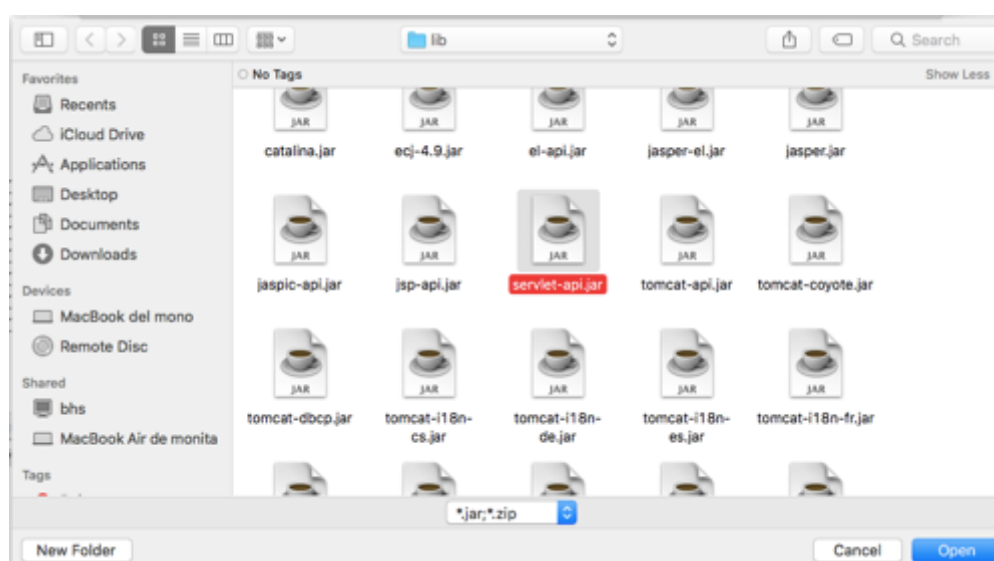 lib
Search
Favorites
Recents
iCloud Drive
Applications
Desktop
Documents
Downloads
Devices
MacBook del mono
Remote Disc
Shared
bhs
MacBook Air de monita
Tags
No Tags
Show Less
JAR JAR JAR JAR JAR
catalina.jar ecj-4.9.jar el-api.jar jasper-el.jar jasper.jar
JAR JAR JAR JAR JAR
jaspic-api.jar jsp-api.jar servlet-api.jar tomcat-api.jar tomcat-coyote.jar
JAR JAR JAR JAR JAR
tomcat-dbcp.jar tomcat-i18n- tomcat-i18n- tomcat-i18n- tomcat-i18n-fr.jar
cs.jar de.jar es.jar
*.jar;*.zip
New Folder
Cancel
Open